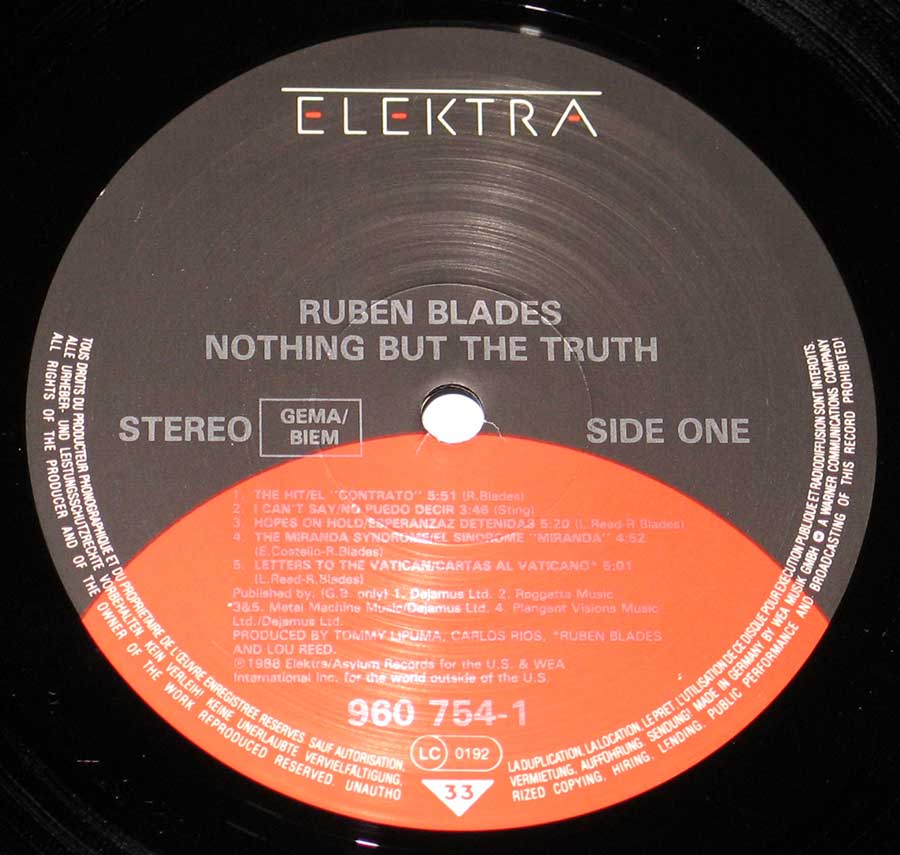 ELEKTRA
RUBEN BLADES
NOTHING BUT THE TRUTH
STEREO
GEMA/
BIEM
SIDE ONE
1. THE HIT/EL "CONTRATO" 5:51 (R.Blades)
2. I CAN'T SAY/NO PUEDO DECIR 3:46 (Sting)
3. HOPES ON HOLD/ESPERANZAZ DETENIDAS 5:20 (L.Reed-R.Blades)
4. THE MIRANDA SYNDROME/EL SINDROME "MIRANDA" 4:52
(E.Costello-R.Blades)
5. LETTERS TO THE VATICAN/CARTAS AL VATICANO* 5:01
(L.Reed-R.Blades)
Published by: (G.B. only) 1. Dejamus Ltd. 2. Reggatta Music
3&5. Metal Machine Music/Dejamus Ltd. 4. Plangent Visions Music
Ltd./Dejamus Ltd.
PRODUCED BY TOMMY LIPUMA, CARLOS RIOS, *RUBEN BLADES
AND LOU REED.
℗1988 Elektra/Asylum Records for the U.S. & WEA
International Inc. for the world outside of the U.S.
960 754-1
LC 0192
33
TOUS DROITS DU PRODUCTEUR PHONOGRAPHIQUE ET DU PROPRIETAIRE DE L'ŒUVRE ENREGISTREE RESERVES. SAUF AUTORISATION, LA DUPLICATION, LA LOCATION, LE PRET, L'UTILISATION DE CE DISQUE POUR EXECUTION PUBLIQUE ET RADIODIFFUSION SONT INTERDITS.
ALLE URHEBER- UND LEISTUNGSSCHUTZRECHTE VORBEHALTEN. KEIN VERLEIH! KEINE UNERLAUBTE VERVIELFÄLTIGUNG, VERMIETUNG, AUFFÜHRUNG, SENDUNG! MADE IN GERMANY BY WEA MUSIK GMBH A WARNER COMMUNICATIONS COMPANY
ALL RIGHTS OF THE PRODUCER AND OF THE OWNER OF THE WORK REPRODUCED RESERVED. UNAUTHORIZED COPYING, HIRING, LENDING, PUBLIC PERFORMANCE AND BROADCASTING OF THIS RECORD PROHIBITED!